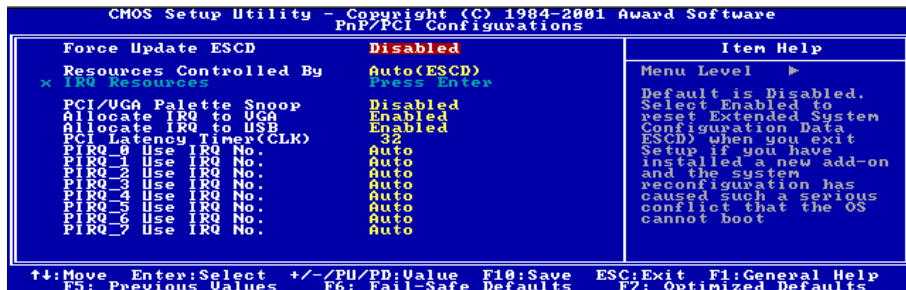 CMOS Setup Utility - Copyright (C) 1984-2001 Award Software
PnP/PCI Configurations
Force Update ESCD Disabled
Resources Controlled By Auto(ESCD)
x IRQ Resources Press Enter
PCI/VGA Palette Snoop Disabled
Allocate IRQ to VGA Enabled
Allocate IRQ to USB Enabled
PCI Latency Timer(CLK) 32
PIRQ_0 Use IRQ No. Auto
PIRQ_1 Use IRQ No. Auto
PIRQ_2 Use IRQ No. Auto
PIRQ_3 Use IRQ No. Auto
PIRQ_4 Use IRQ No. Auto
PIRQ_5 Use IRQ No. Auto
PIRQ_6 Use IRQ No. Auto
PIRQ_7 Use IRQ No. Auto
Item Help
Menu Level ►
Default is Disabled.
Select Enabled to
reset Extended System
Configuration Data
ESCD) when you exit
Setup if you have
installed a new add-on
and the system
reconfiguration has
caused such a serious
conflict that the OS
cannot boot
↑↓:Move Enter:Select +/-/PU/PD:Value F10:Save ESC:Exit F1:General Help
F5: Previous Values F6: Fail-Safe Defaults F7: Optimized Defaults